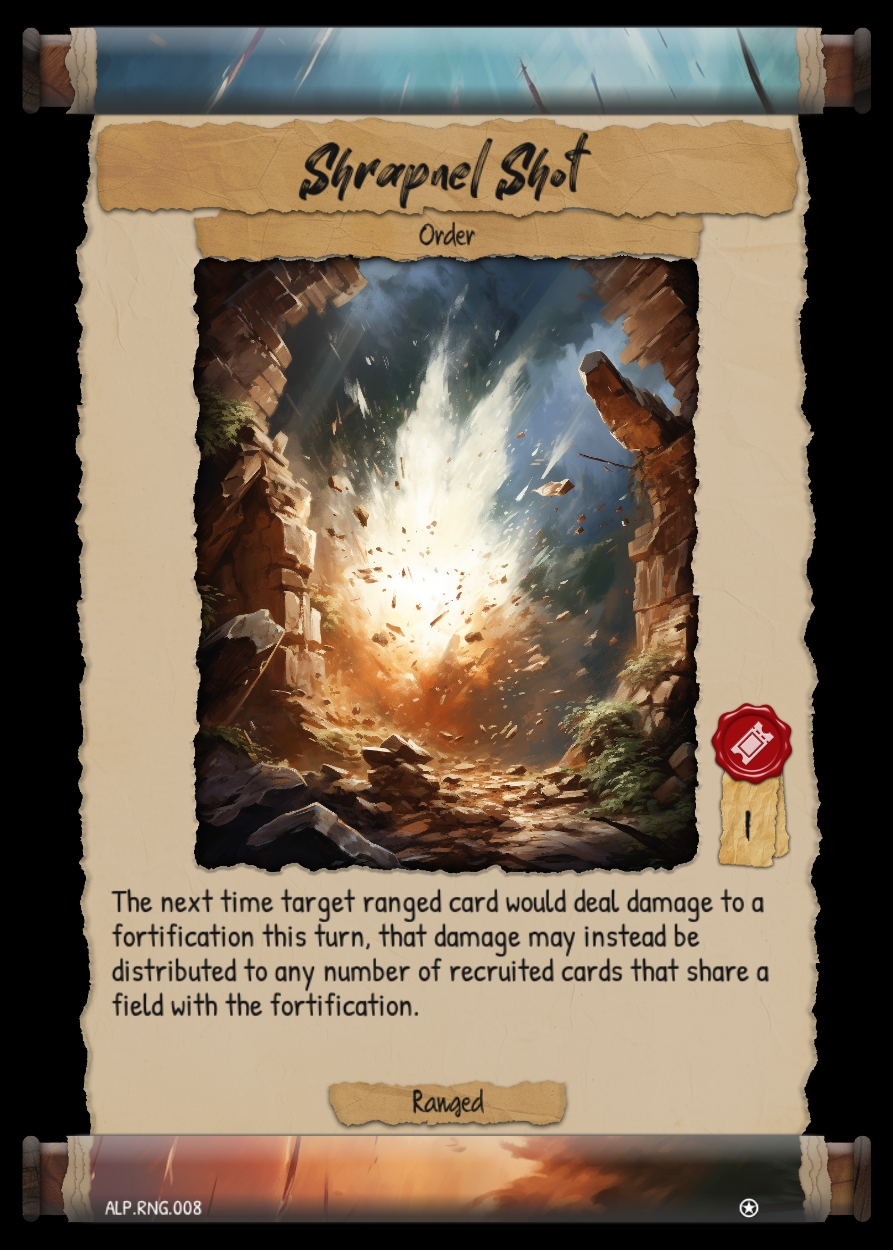 Shrapnel Shot
Order
1
The next time target ranged card would deal damage to a
fortification this turn, that damage may instead be
distributed to any number of recruited cards that share a
field with the fortification.
Ranged
ALP.RNG.008